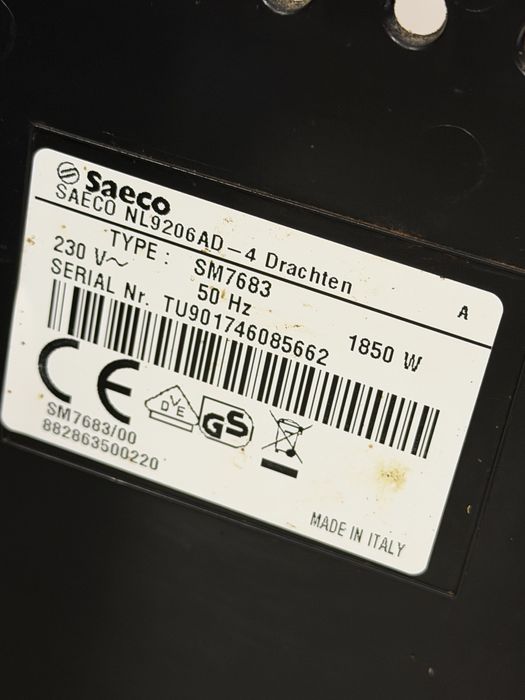 Saeco
SAECO NL9206AD-4 Drachten A
TYPE: SM7683
230 V~ 50 Hz 1850 W
SERIAL Nr. TU901746085662
CE DVE GS
SM7683/00
882863500220
MADE IN ITALY